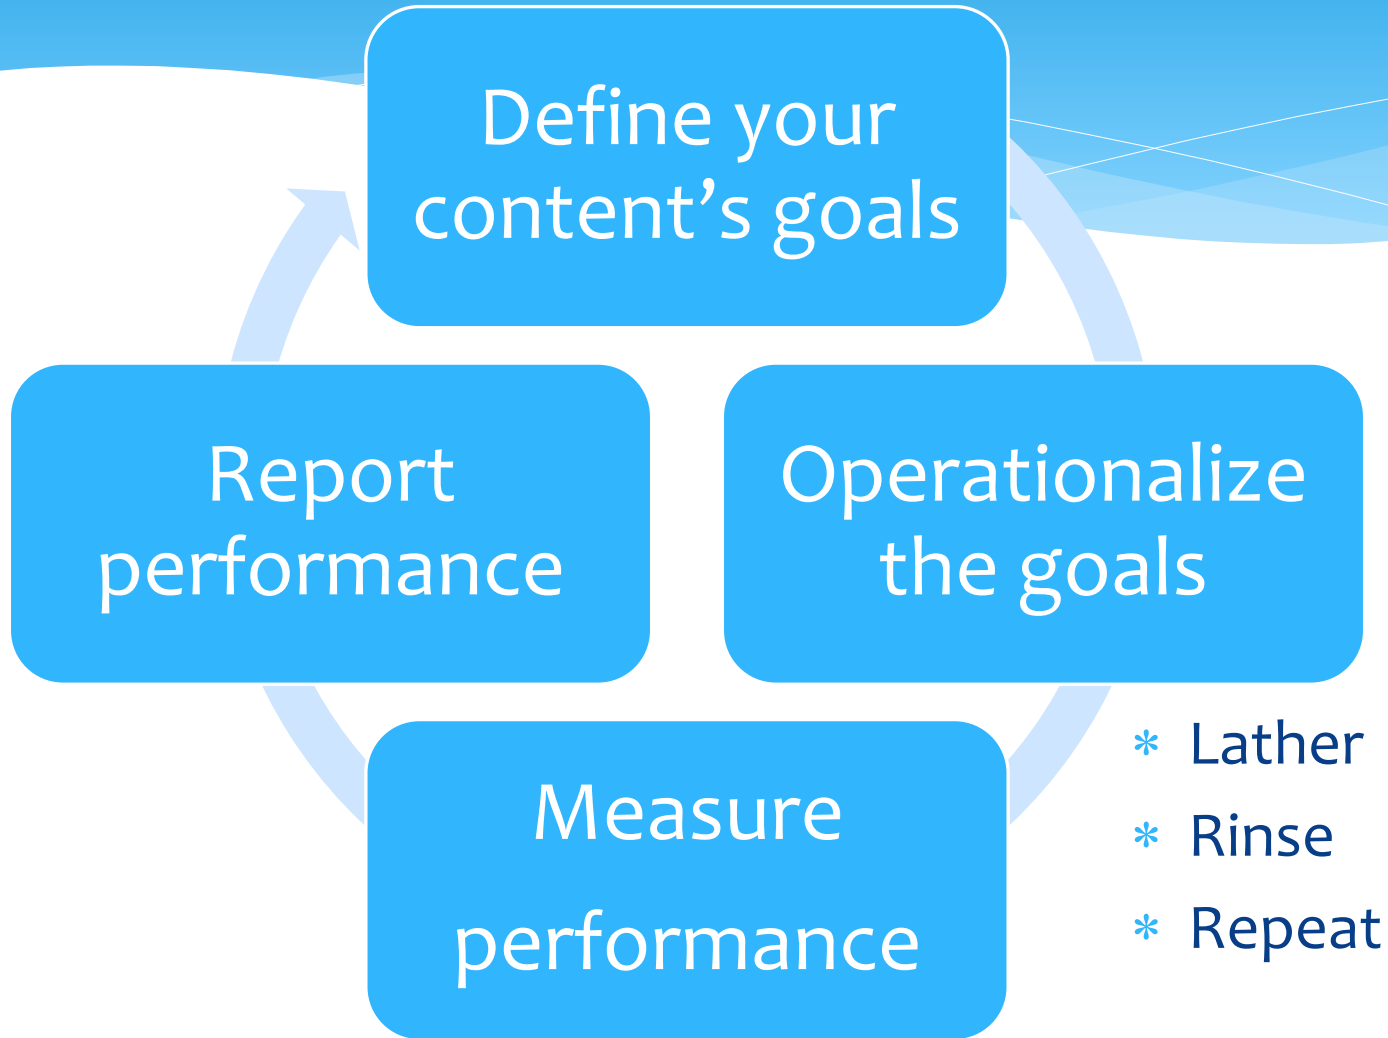 Define your
content’s goals
Operationalize
the goals
Measure
performance
Report
performance
* Lather
* Rinse
* Repeat